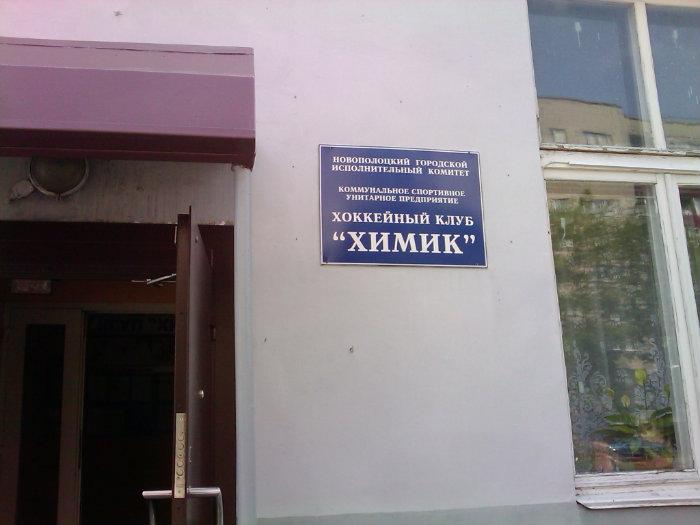 НОВОПОЛОЦКИЙ ГОРОДСКОЙ
ИСПОЛНИТЕЛЬНЫЙ КОМИТЕТ
КОММУНАЛЬНОЕ СПОРТИВНОЕ
УНИТАРНОЕ ПРЕДПРИЯТИЕ
ХОККЕЙНЫЙ КЛУБ
“ХИМИК”